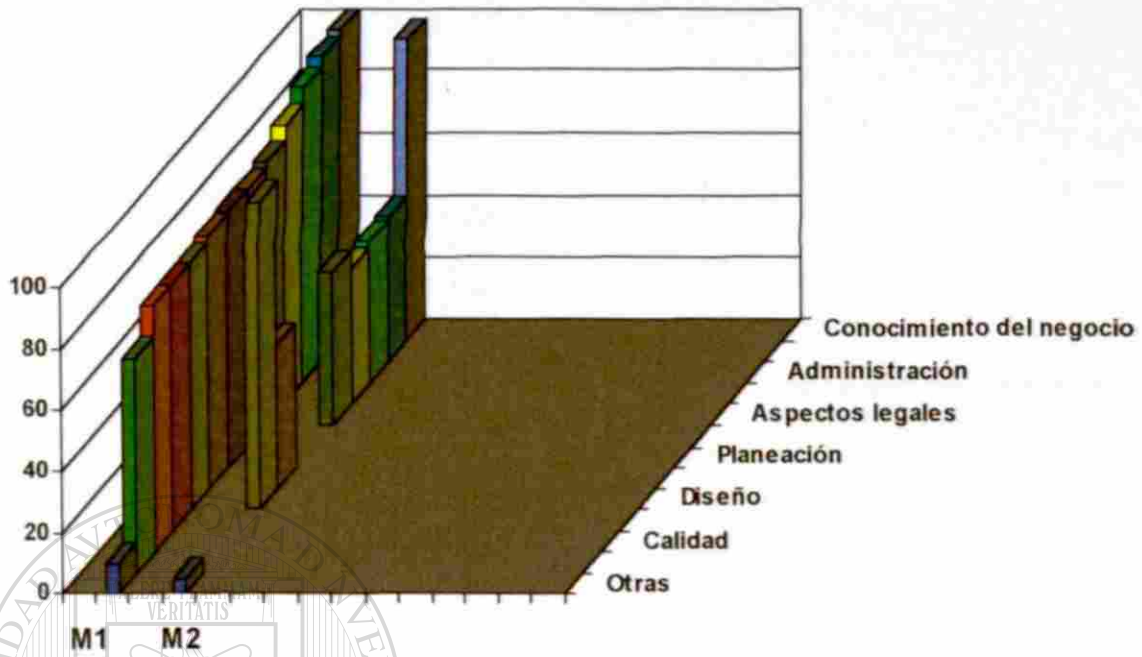 100
80
60
40
20
0
Conocimiento del negocio
Administración
Aspectos legales
Planeación
Diseño
Calidad
Otras
M1 M2
VERITATIS